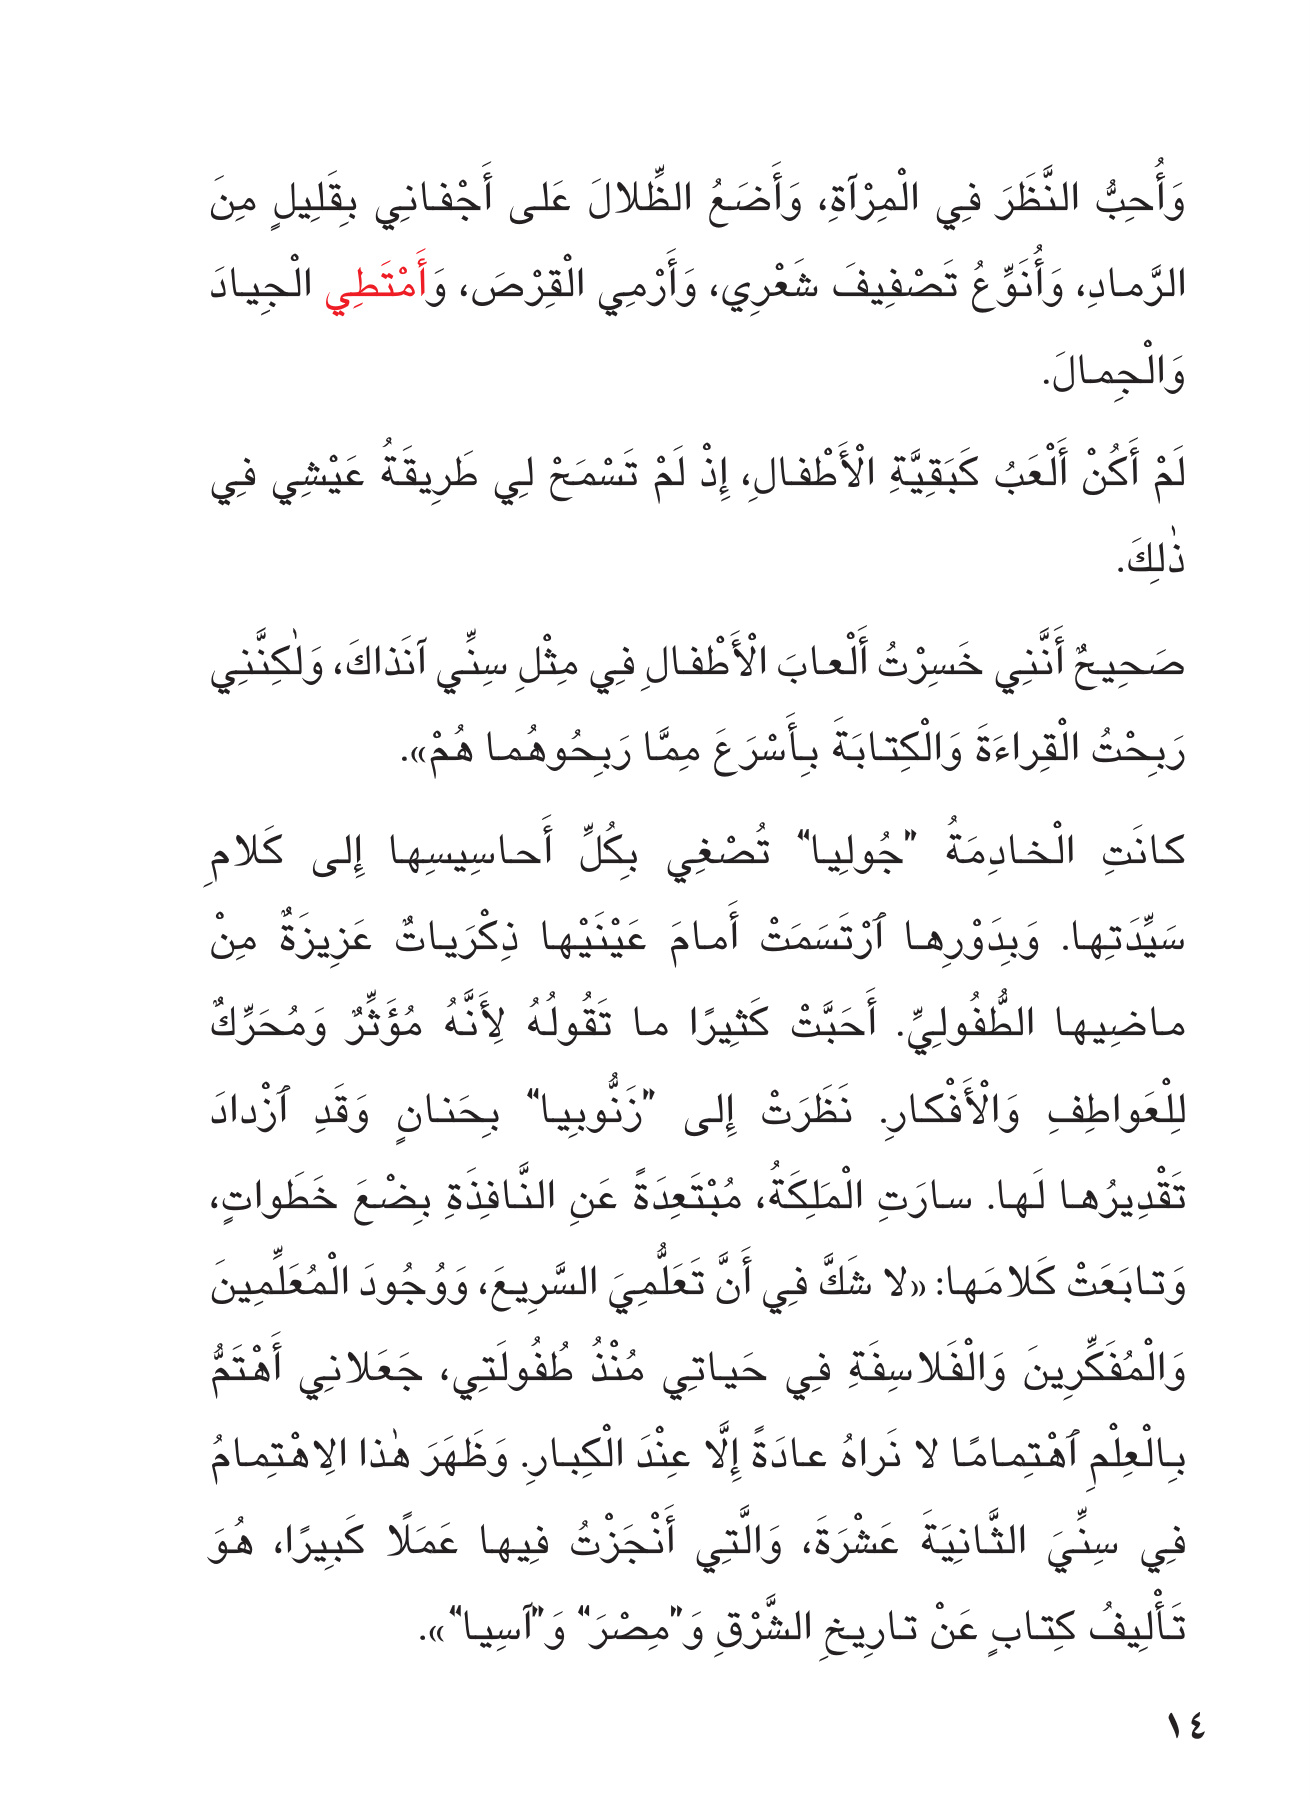 وَأُحِبُّ النَّظَرَ فِي الْمِرْآةِ، وَأَضَعُ الظِّلالَ عَلى أَجْفانِي بِقَلِيلٍ مِنَ
الرَّمادِ، وَأُنَوِّعُ تَصْفِيفَ شَعْرِي، وَأَرْمِي الْقِرْصَ، وَأَمْتَطِي الْجِيادَ
وَالْجِمالَ.
لَمْ أَكُنْ أَلْعَبُ كَبَقِيَّةِ الْأَطْفالِ، إِذْ لَمْ تَسْمَحْ لِي طَرِيقَةُ عَيْشِي فِي
ذٰلِكَ.
صَحِيحٌ أَنَّنِي خَسِرْتُ أَلْعابَ الْأَطْفالِ فِي مِثْلِ سِنِّي آنَذاكَ، وَلٰكِنَّنِي
رَبِحْتُ الْقِراءَةَ وَالْكِتابَةَ بِأَسْرَعَ مِمَّا رَبِحُوهُما هُمْ».
كانَتِ الْخادِمَةُ "جُولِيا" تُصْغِي بِكُلِّ أَحاسِيسِها إِلى كَلامِ
سَيِّدَتِها. وَبِدَوْرِها ٱرْتَسَمَتْ أَمامَ عَيْنَيْها ذِكْرَياتٌ عَزِيزَةٌ مِنْ
ماضِيها الطُّفُولِيِّ. أَحَبَّتْ كَثِيرًا ما تَقُولُهُ لِأَنَّهُ مُؤَثِّرٌ وَمُحَرِّكٌ
لِلْعَواطِفِ وَالْأَفْكارِ. نَظَرَتْ إِلى "زَنُّوبِيا" بِحَنانٍ وَقَدِ ٱزْدادَ
تَقْدِيرُها لَها. سارَتِ الْمَلِكَةُ، مُبْتَعِدَةً عَنِ النَّافِذَةِ بِضْعَ خَطَواتٍ،
وَتابَعَتْ كَلامَها: «لا شَكَّ فِي أَنَّ تَعَلُّمِيَ السَّرِيعَ، وَوُجُودَ الْمُعَلِّمِينَ
وَالْمُفَكِّرِينَ وَالْفَلاسِفَةِ فِي حَياتِي مُنْذُ طُفُولَتِي، جَعَلانِي أَهْتَمُّ
بِالْعِلْمِ ٱهْتِمامًا لا نَراهُ عادَةً إِلَّا عِنْدَ الْكِبارِ. وَظَهَرَ هٰذا الِاهْتِمامُ
فِي سِنِّيَ الثَّانِيَةَ عَشْرَةَ، وَالَّتِي أَنْجَزْتُ فِيها عَمَلًا كَبِيرًا، هُوَ
تَأْلِيفُ كِتابٍ عَنْ تارِيخِ الشَّرْقِ وَ"مِصْرَ" وَ"آسِيا"».
١٤